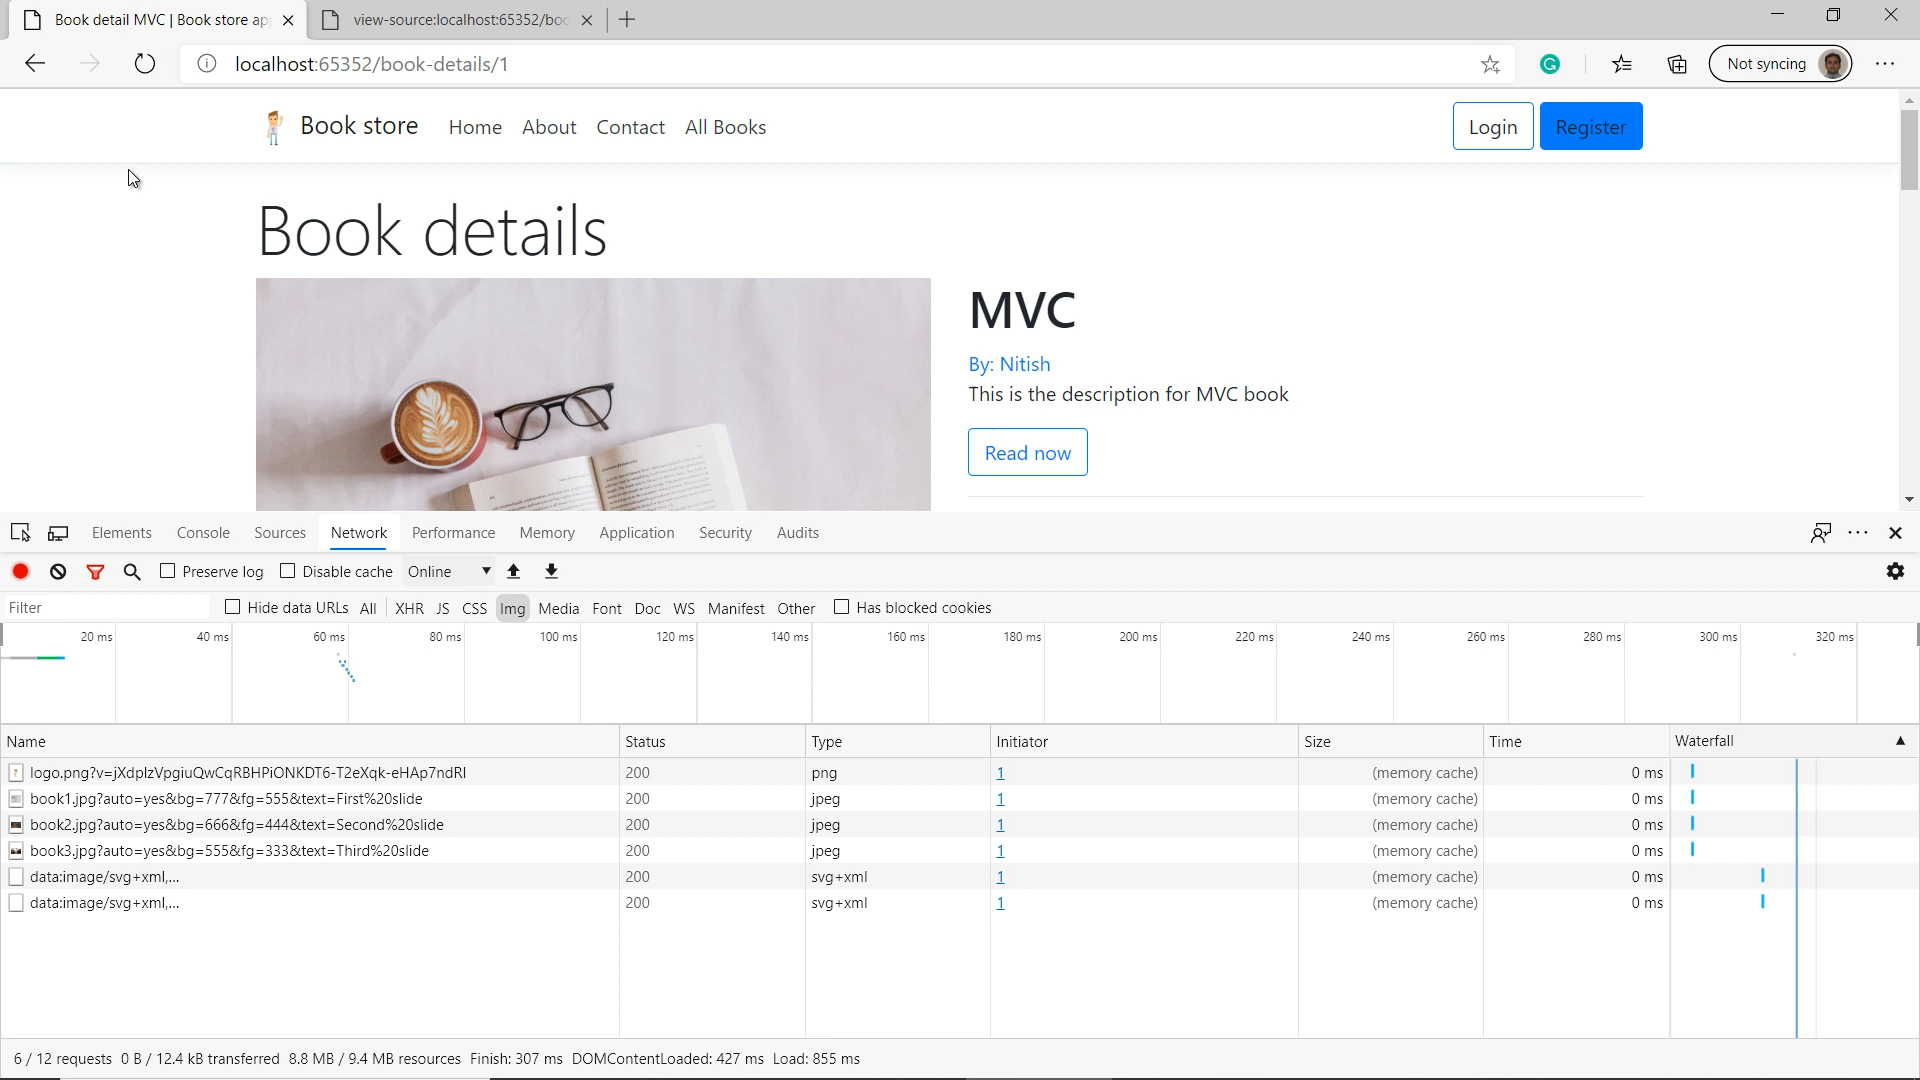 Book detail MVC | Book store ap
view-source:localhost:65352/boo
localhost:65352/book-details/1
Not syncing
Book store Home About Contact All Books Login Register
Book details
MVC
By: Nitish
This is the description for MVC book
Read now
Elements Console Sources Network Performance Memory Application Security Audits
Preserve log Disable cache Online
Filter Hide data URLs All XHR JS CSS Img Media Font Doc WS Manifest Other Has blocked cookies
20 ms 40 ms 60 ms 80 ms 100 ms 120 ms 140 ms 160 ms 180 ms 200 ms 220 ms 240 ms 260 ms 280 ms 300 ms 320 ms
Name Status Type Initiator Size Time Waterfall
logo.png?v=jXdplzVpgiuQwCqRBHPiONKDT6-T2eXqk-eHAp7ndRI 200 png 1 (memory cache) 0 ms
book1.jpg?auto=yes&bg=777&fg=555&text=First%20slide 200 jpeg 1 (memory cache) 0 ms
book2.jpg?auto=yes&bg=666&fg=444&text=Second%20slide 200 jpeg 1 (memory cache) 0 ms
book3.jpg?auto=yes&bg=555&fg=333&text=Third%20slide 200 jpeg 1 (memory cache) 0 ms
data:image/svg+xml,... 200 svg+xml 1 (memory cache) 0 ms
data:image/svg+xml,... 200 svg+xml 1 (memory cache) 0 ms
6 / 12 requests 0 B / 12.4 kB transferred 8.8 MB / 9.4 MB resources Finish: 307 ms DOMContentLoaded: 427 ms Load: 855 ms